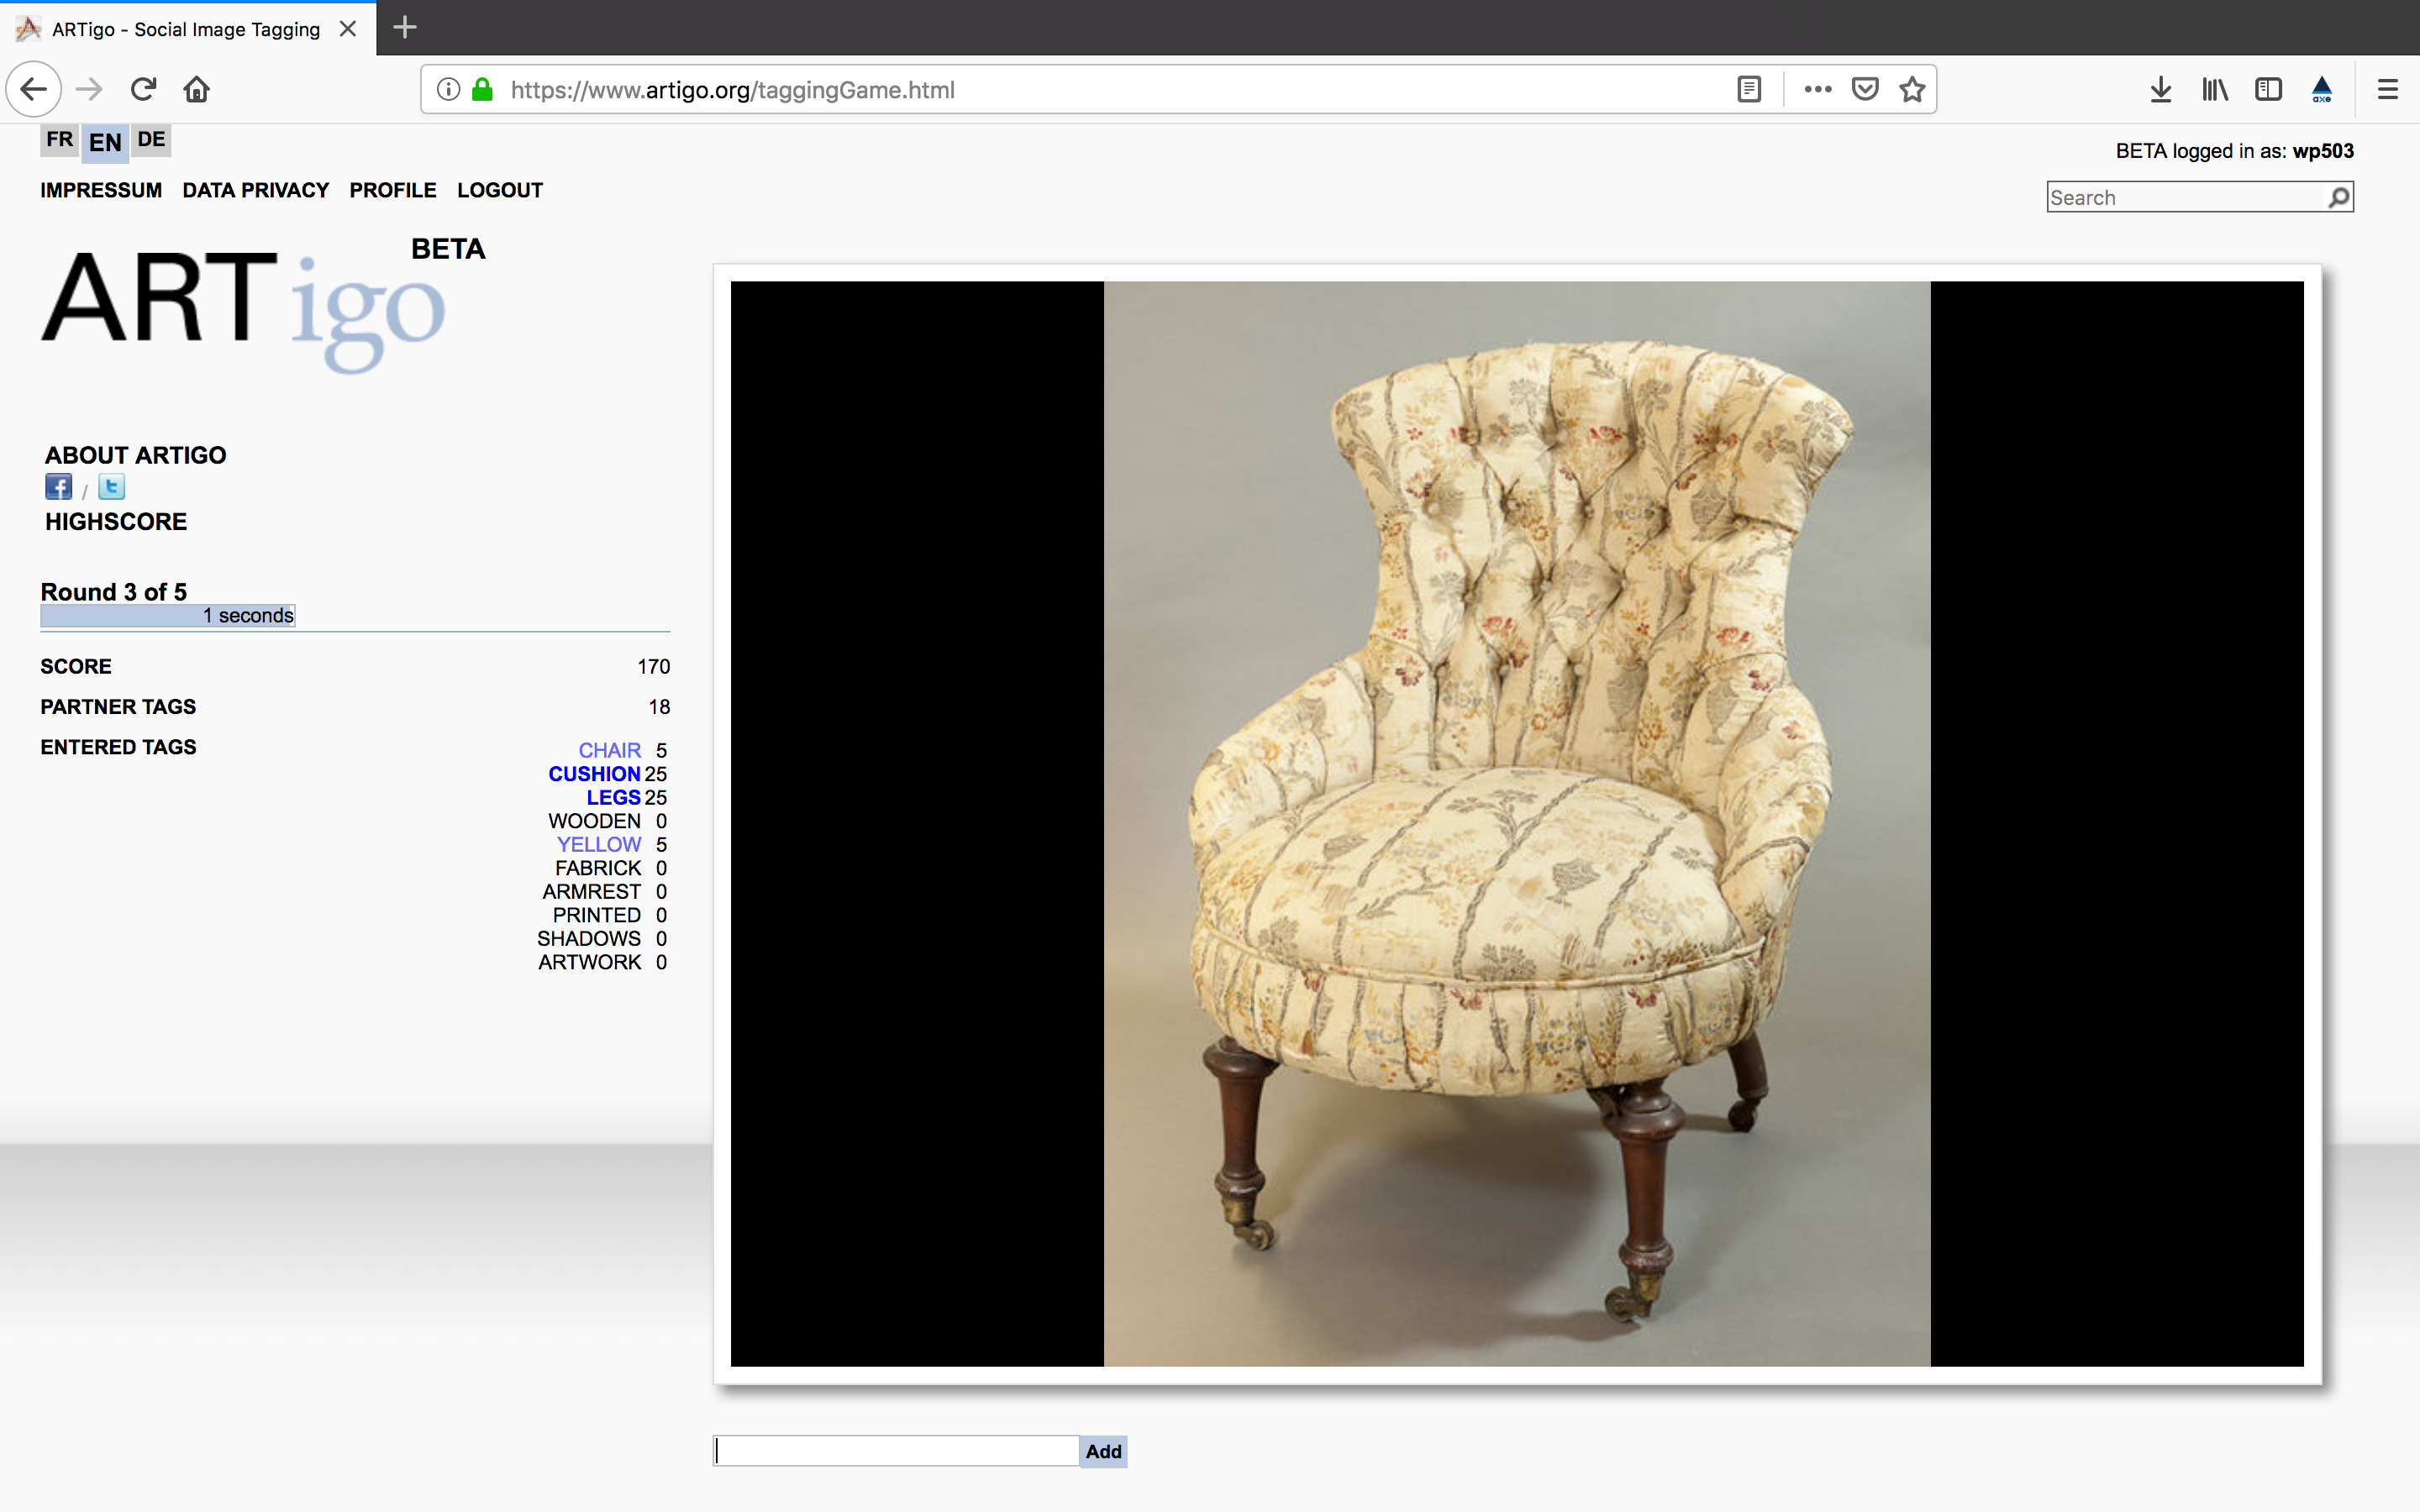 ARTigo - Social Image Tagging
https://www.artigo.org/taggingGame.html
axe
FR EN DE
BETA logged in as: wp503
IMPRESSUM DATA PRIVACY PROFILE LOGOUT
Search
BETA
ARTigo
ABOUT ARTIGO
f / t
HIGHSCORE
Round 3 of 5
1 seconds
SCORE 170
PARTNER TAGS 18
ENTERED TAGS
CHAIR 5
CUSHION 25
LEGS 25
WOODEN 0
YELLOW 5
FABRICK 0
ARMREST 0
PRINTED 0
SHADOWS 0
ARTWORK 0
Add